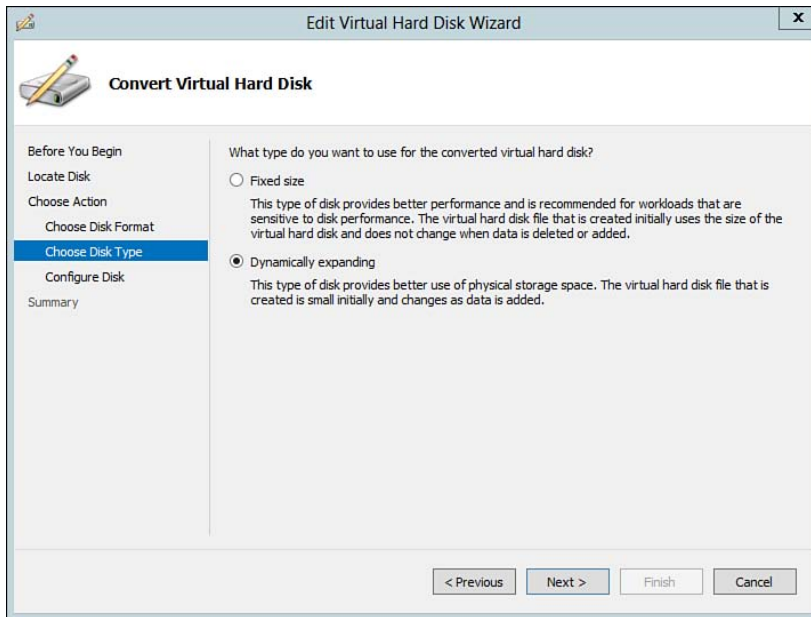 Edit Virtual Hard Disk Wizard
x
Convert Virtual Hard Disk
Before You Begin
Locate Disk
Choose Action
Choose Disk Format
Choose Disk Type
Configure Disk
Summary
What type do you want to use for the converted virtual hard disk?
Fixed size
This type of disk provides better performance and is recommended for workloads that are
sensitive to disk performance. The virtual hard disk file that is created initially uses the size of the
virtual hard disk and does not change when data is deleted or added.
Dynamically expanding
This type of disk provides better use of physical storage space. The virtual hard disk file that is
created is small initially and changes as data is added.
< Previous
Next >
Finish
Cancel